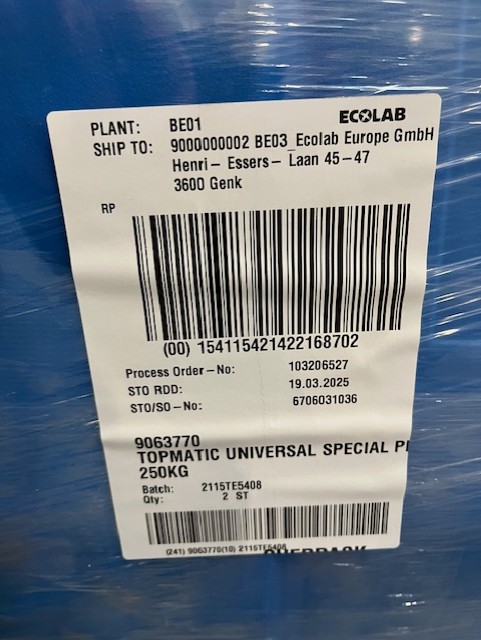 ECOLAB
PLANT: BE01
SHIP TO: 9000000002 BE03_Ecolab Europe GmbH
Henri - Essers - Laan 45-47
3600 Genk
RP
(00) 154115421422168702
Process Order-No: 103206527
STO RDD: 19.03.2025
STO/SO-No: 6706031036
9063770
TOPMATIC UNIVERSAL SPECIAL
250KG
Batch: 2115TE5408
Qty: 2 ST
(241) 9063770(10) 2115TE5408
OVERPACK